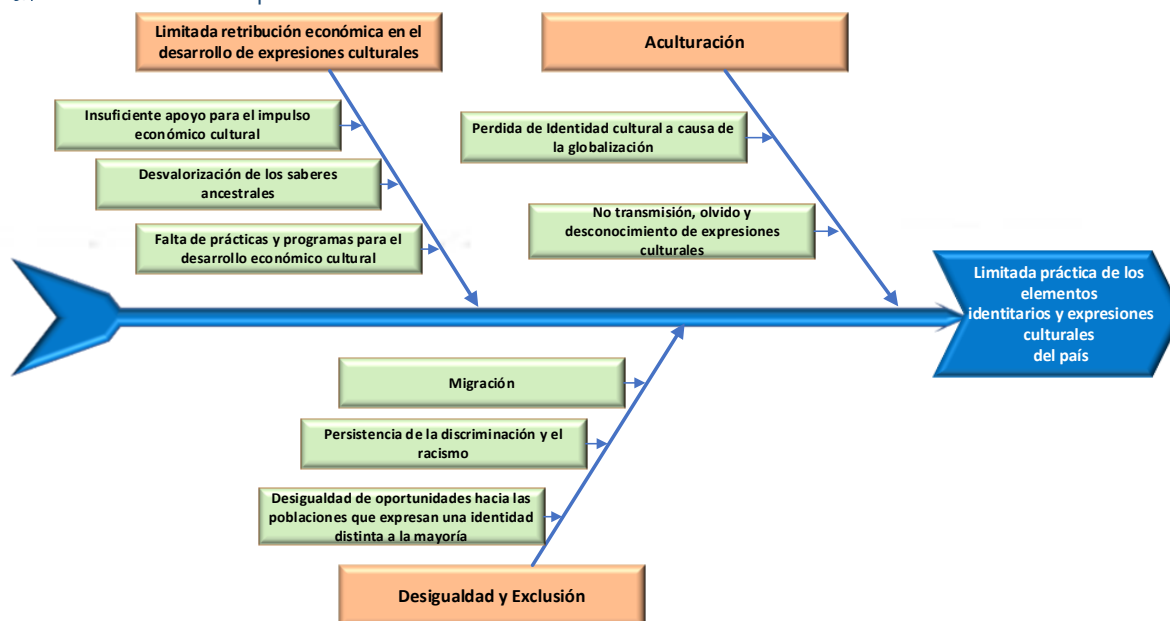 Limitada retribución económica en el
desarrollo de expresiones culturales
Aculturación
Insuficiente apoyo para el impulso
económico cultural
Perdida de Identidad cultural a causa de
la globalización
Desvalorización de los saberes
ancestrales
No transmisión, olvido y
desconocimiento de expresiones
culturales
Falta de prácticas y programas para el
desarrollo económico cultural
Limitada práctica de los
elementos
identitarios y expresiones
culturales
del país
Migración
Persistencia de la discriminación y el
racismo
Desigualdad de oportunidades hacia las
poblaciones que expresan una identidad
distinta a la mayoría
Desigualdad y Exclusión